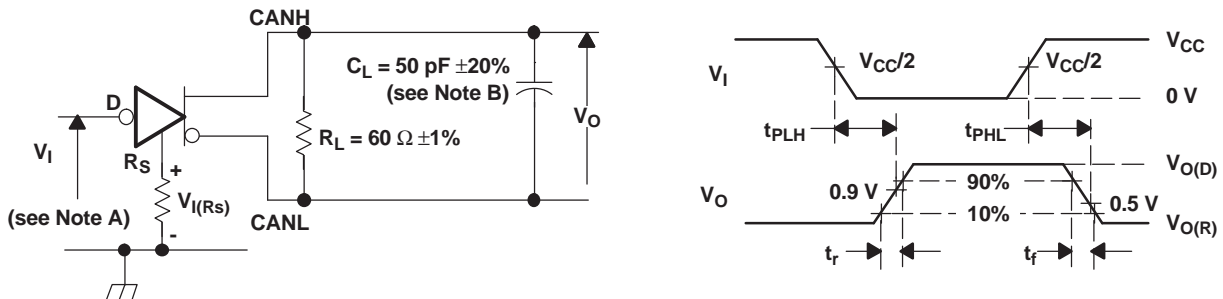 CANH
D
V_I
R_S
+
V_I(Rs)
-
(see Note A)
C_L = 50 pF ±20%
(see Note B)
R_L = 60 Ω ±1%
V_O
CANL
V_I
V_CC/2
V_CC/2
V_CC
0 V
t_PLH
t_PHL
V_O
0.9 V
90%
10%
0.5 V
V_O(D)
V_O(R)
t_r
t_f